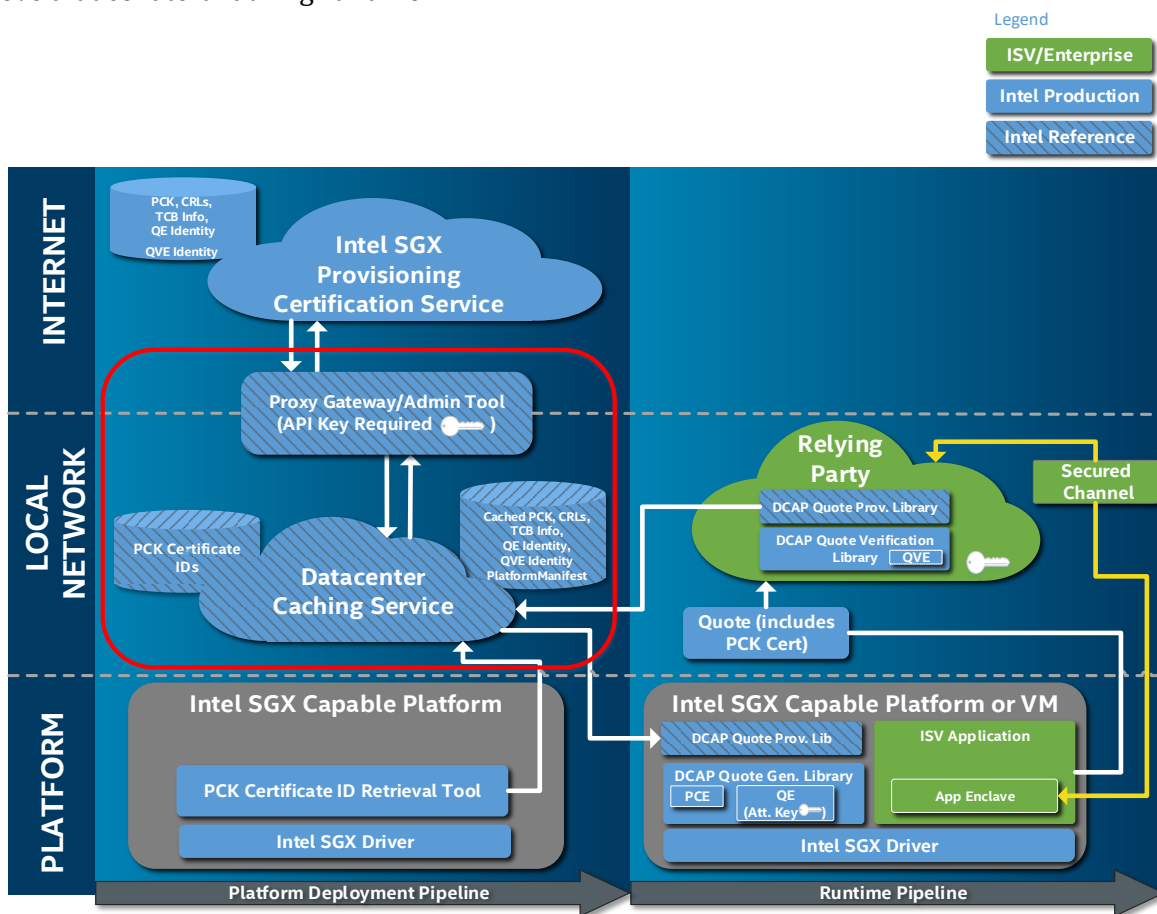 Legend
ISV/Enterprise
Intel Production
Intel Reference
INTERNET
PCK, CRLs,
TCB Info,
QE Identity
QVE Identity
Intel SGX
Provisioning
Certification Service
Proxy Gateway/Admin Tool
(API Key Required )
LOCAL
NETWORK
PCK Certificate
IDs
Cached PCK, CRLs,
TCB Info,
QE Identity,
QVE Identity
PlatformManifest
Datacenter
Caching Service
Relying
Party
DCAP Quote Prov. Library
DCAP Quote Verification
Library QVE
Secured
Channel
Quote (includes
PCK Cert)
PLATFORM
Intel SGX Capable Platform
PCK Certificate ID Retrieval Tool
Intel SGX Driver
Intel SGX Capable Platform or VM
DCAP Quote Prov. Lib
DCAP Quote Gen. Library
PCE
QE
(Att. Key )
ISV Application
App Enclave
Intel SGX Driver
Platform Deployment Pipeline
Runtime Pipeline